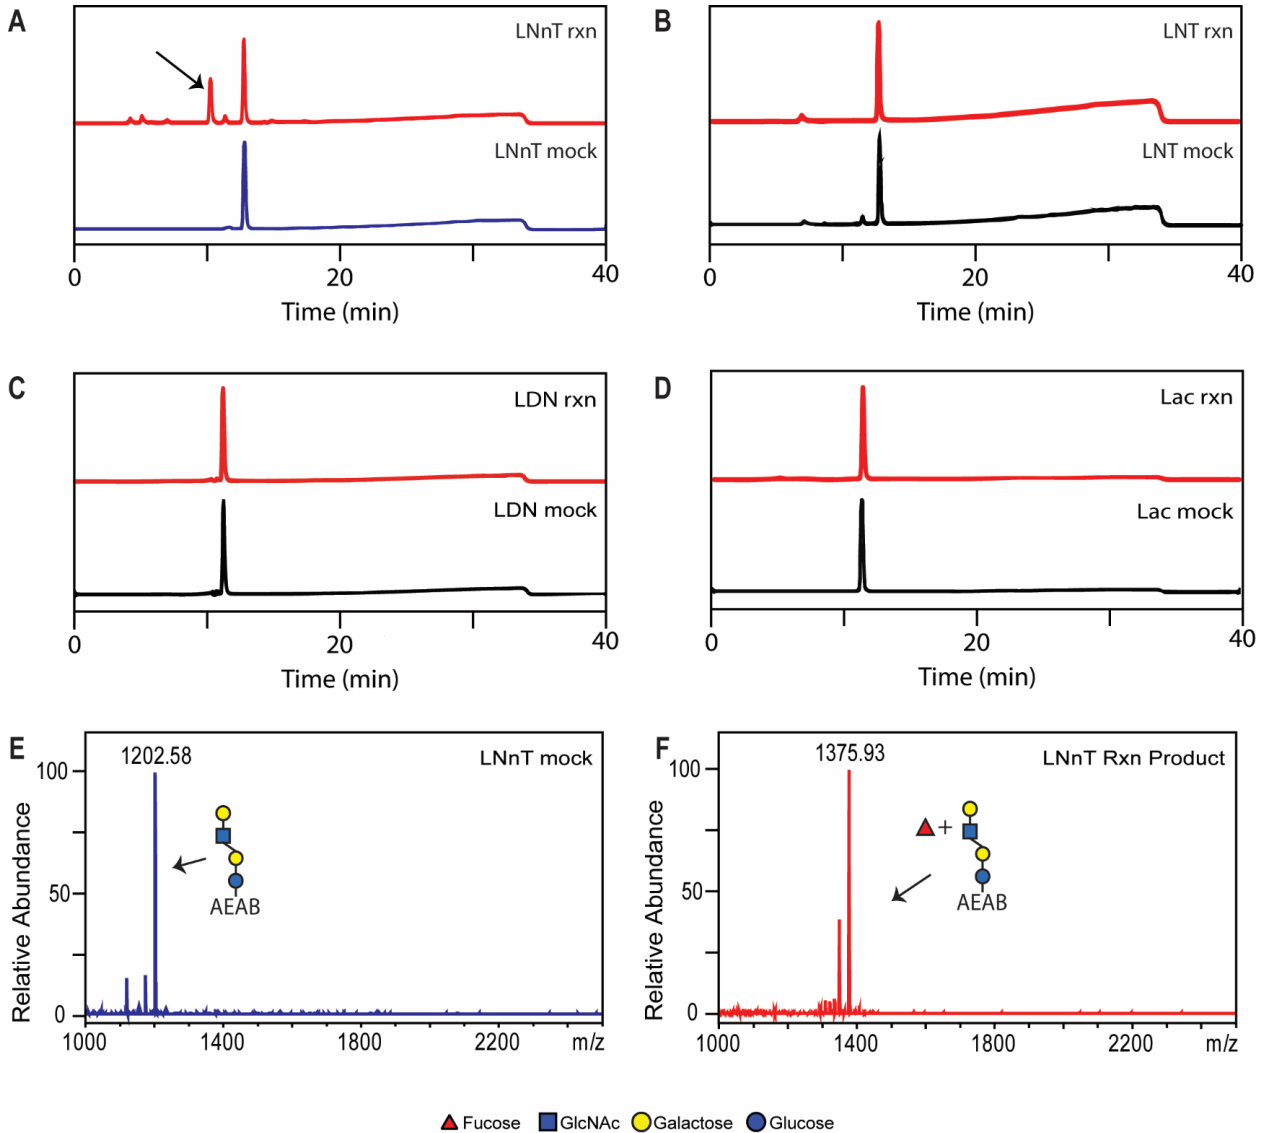 A
LNnT rxn
LNnT mock
0 20 40
Time (min)
B
LNT rxn
LNT mock
0 20 40
Time (min)
C
LDN rxn
LDN mock
0 20 40
Time (min)
D
Lac rxn
Lac mock
0 20 40
Time (min)
E
1202.58
LNnT mock
Relative Abundance
100
50
0
AEAB
1000 1400 1800 2200 m/z
F
1375.93
LNnT Rxn Product
Relative Abundance
100
50
0
+
AEAB
1000 1400 1800 2200 m/z
Fucose GlcNAc Galactose Glucose